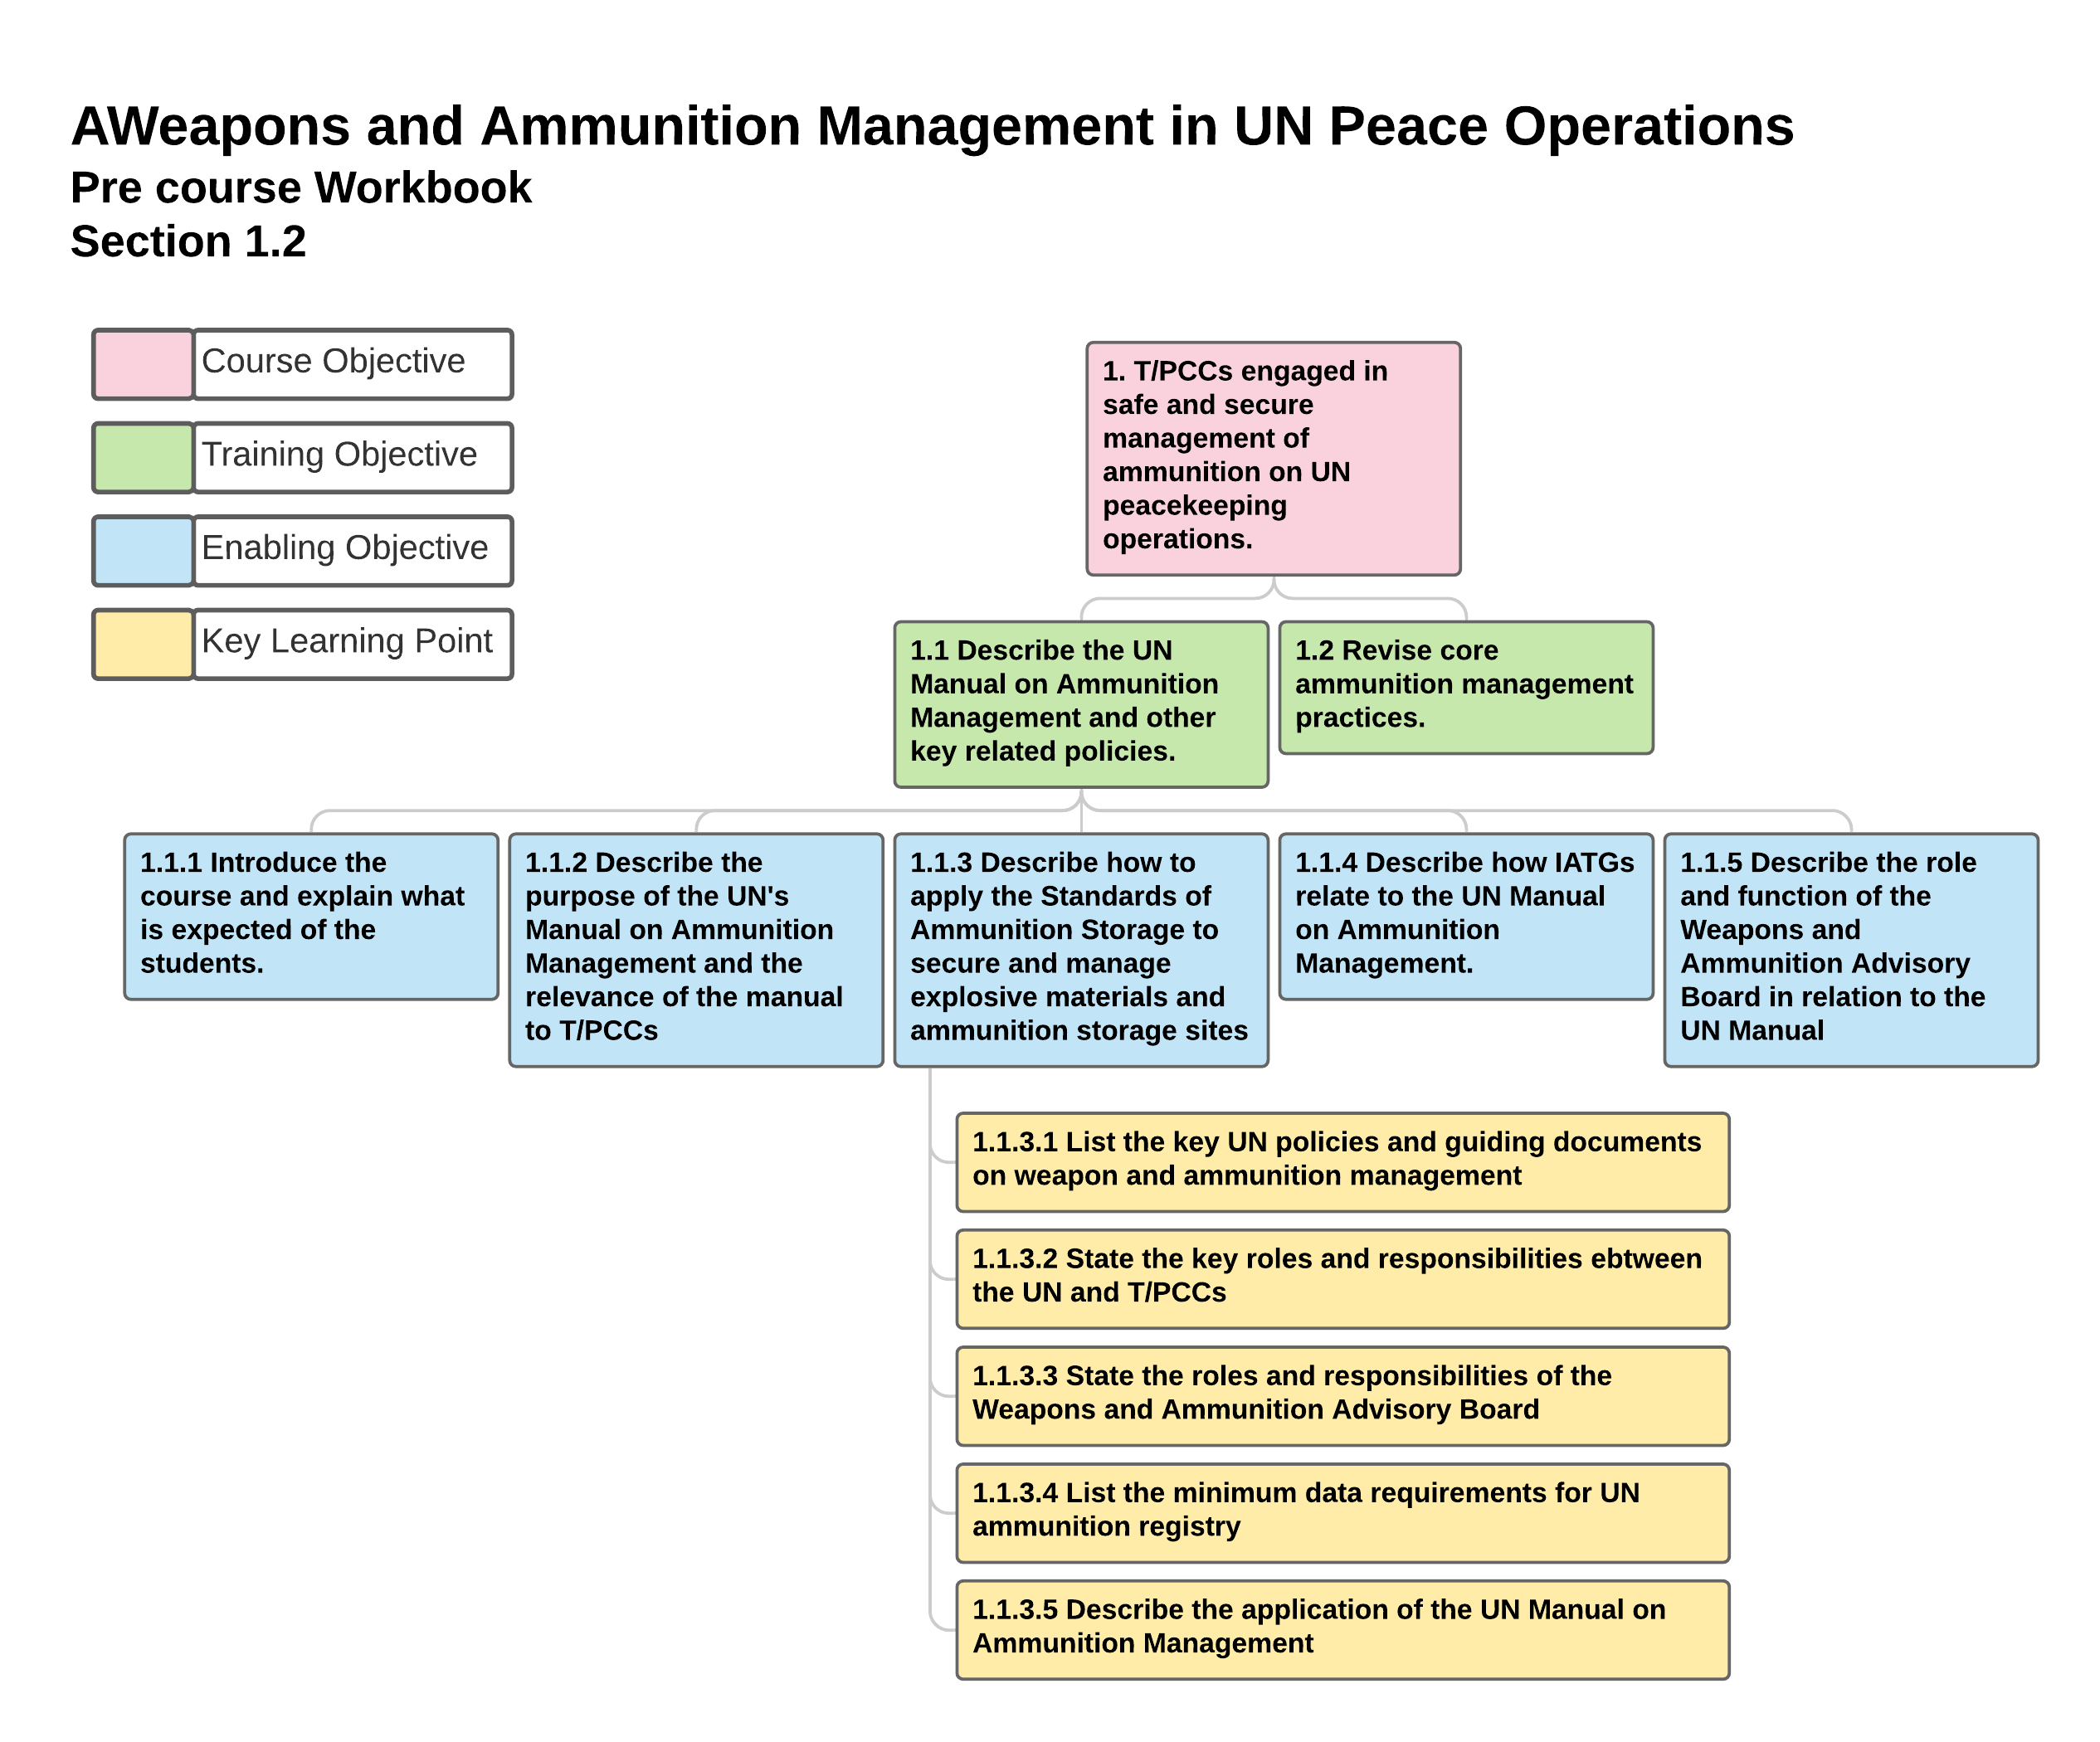 AWeapons and Ammunition Management in UN Peace Operations
Pre course Workbook
Section 1.2
Course Objective
Training Objective
Enabling Objective
Key Learning Point
1. T/PCCs engaged in
safe and secure
management of
ammunition on UN
peacekeeping
operations.
1.1 Describe the UN
Manual on Ammunition
Management and other
key related policies.
1.2 Revise core
ammunition management
practices.
1.1.1 Introduce the
course and explain what
is expected of the
students.
1.1.2 Describe the
purpose of the UN's
Manual on Ammunition
Management and the
relevance of the manual
to T/PCCs
1.1.3 Describe how to
apply the Standards of
Ammunition Storage to
secure and manage
explosive materials and
ammunition storage sites
1.1.4 Describe how IATGs
relate to the UN Manual
on Ammunition
Management.
1.1.5 Describe the role
and function of the
Weapons and
Ammunition Advisory
Board in relation to the
UN Manual
1.1.3.1 List the key UN policies and guiding documents
on weapon and ammunition management
1.1.3.2 State the key roles and responsibilities ebtween
the UN and T/PCCs
1.1.3.3 State the roles and responsibilities of the
Weapons and Ammunition Advisory Board
1.1.3.4 List the minimum data requirements for UN
ammunition registry
1.1.3.5 Describe the application of the UN Manual on
Ammunition Management